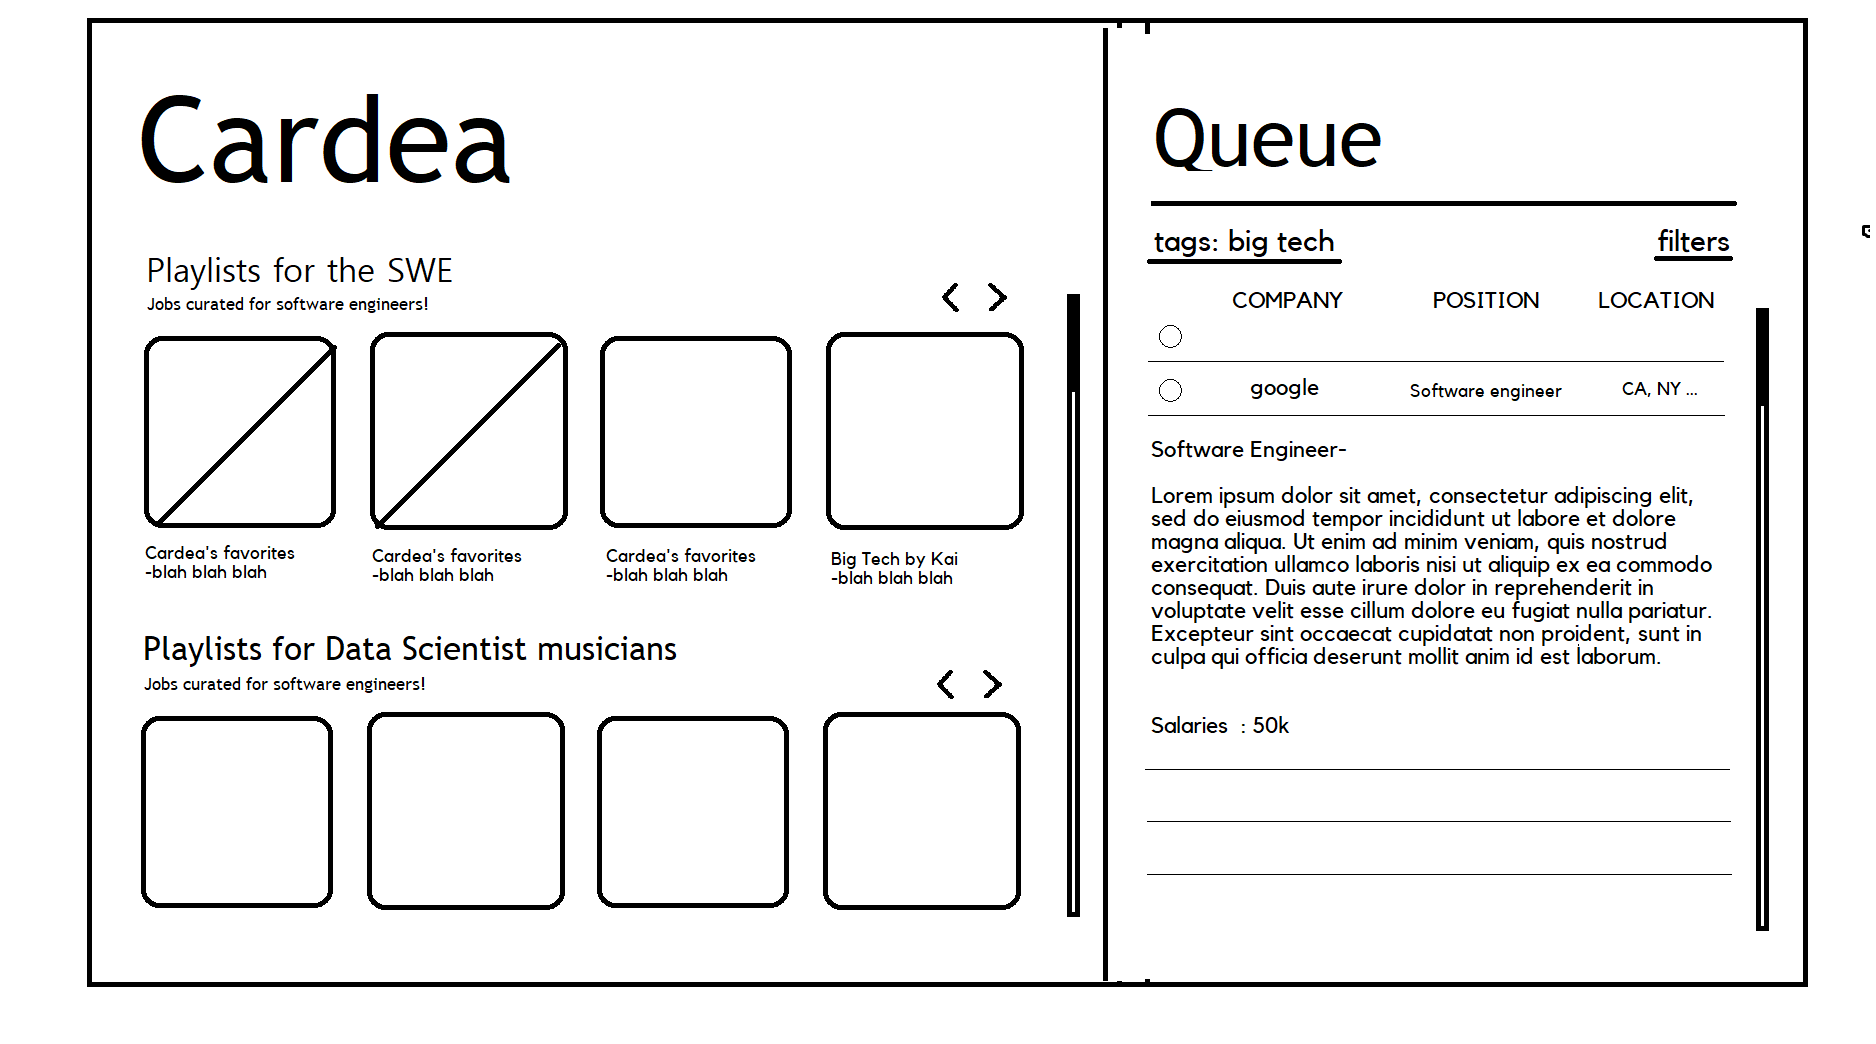 Cardea
Playlists for the SWE
Jobs curated for software engineers!
Cardea's favorites
-blah blah blah
Cardea's favorites
-blah blah blah
Cardea's favorites
-blah blah blah
Big Tech by Kai
-blah blah blah
Playlists for Data Scientist musicians
Jobs curated for software engineers!
Queue
tags: big tech
filters
COMPANY POSITION LOCATION
google Software engineer CA, NY ...
Software Engineer-
Lorem ipsum dolor sit amet, consectetur adipiscing elit,
sed do eiusmod tempor incididunt ut labore et dolore
magna aliqua. Ut enim ad minim veniam, quis nostrud
exercitation ullamco laboris nisi ut aliquip ex ea commodo
consequat. Duis aute irure dolor in reprehenderit in
voluptate velit esse cillum dolore eu fugiat nulla pariatur.
Excepteur sint occaecat cupidatat non proident, sunt in
culpa qui officia deserunt mollit anim id est laborum.
Salaries : 50k